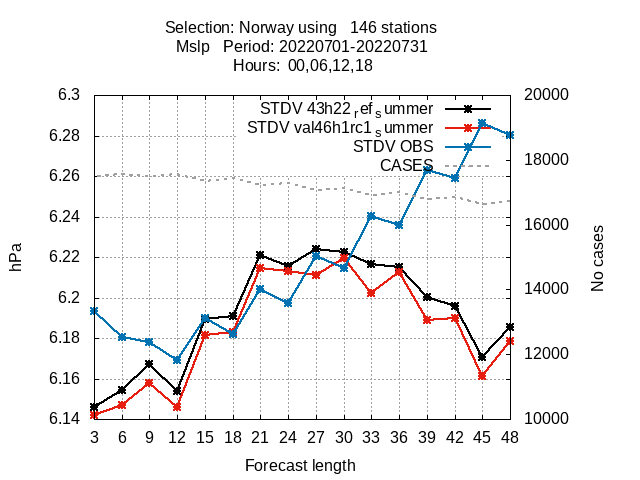 Selection: Norway using   146 stations
Mslp   Period: 20220701-20220731
Hours:  00,06,12,18
STDV 43h22refsummer
STDV val46h1rc1summer
STDV OBS
CASES
hPa
6.3
6.28
6.26
6.24
6.22
6.2
6.18
6.16
6.14
20000
18000
16000
14000
12000
10000
No cases
3 6 9 12 15 18 21 24 27 30 33 36 39 42 45 48
Forecast length